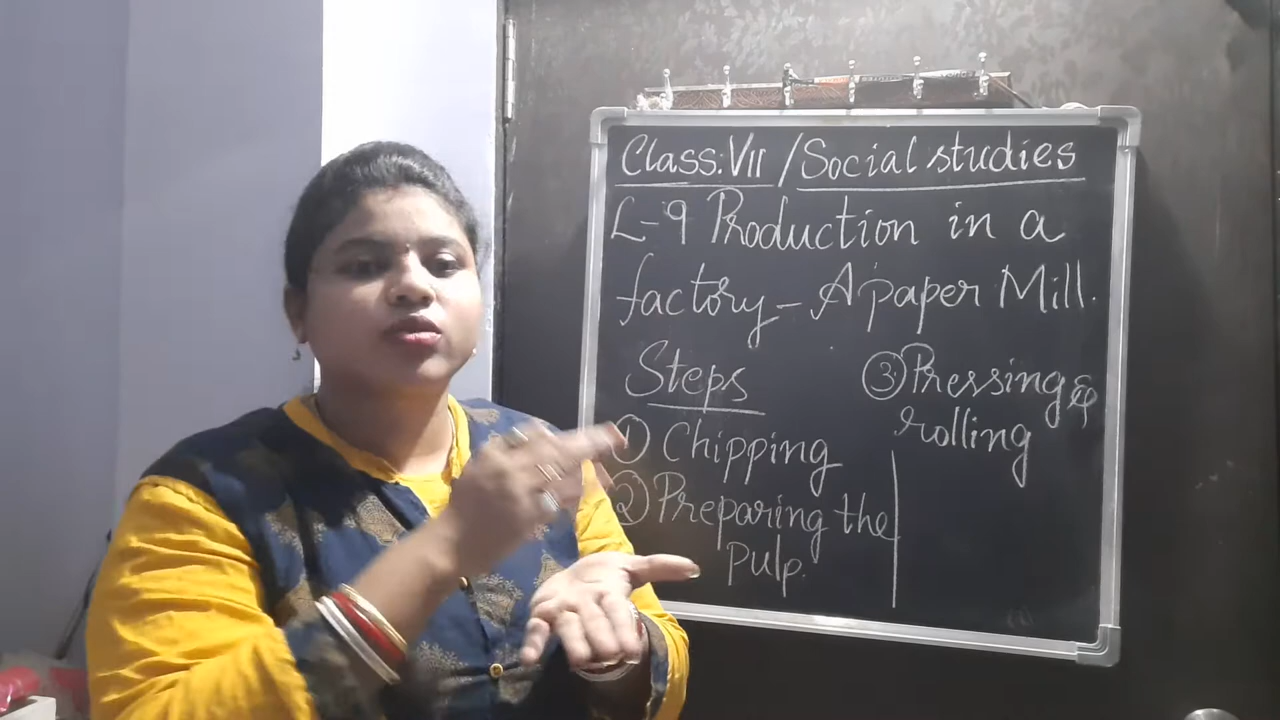 Class: VII / Social studies
L-9 Production in a
factory - A paper Mill.
Steps
① Chipping
② Preparing the
Pulp.
③ Pressing &
rolling